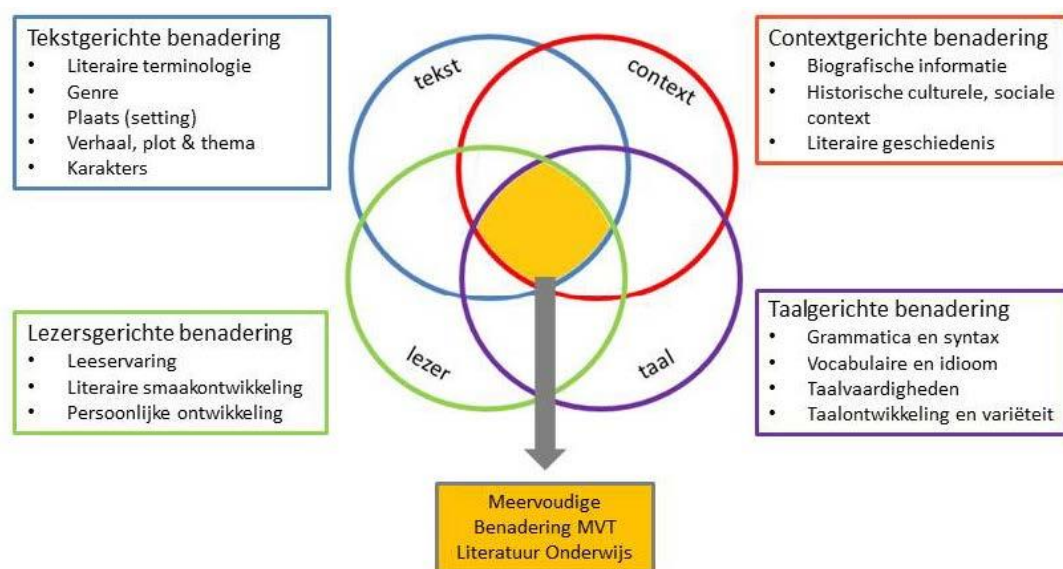 Tekstgerichte benadering
• Literaire terminologie
• Genre
• Plaats (setting)
• Verhaal, plot & thema
• Karakters
tekst
context
Contextgerichte benadering
• Biografische informatie
• Historische culturele, sociale
context
• Literaire geschiedenis
Lezersgerichte benadering
• Leeservaring
• Literaire smaakontwikkeling
• Persoonlijke ontwikkeling
lezer
taal
Taalgerichte benadering
• Grammatica en syntax
• Vocabulaire en idioom
• Taalvaardigheden
• Taalontwikkeling en variëteit
Meervoudige
Benadering MVT
Literatuur Onderwijs